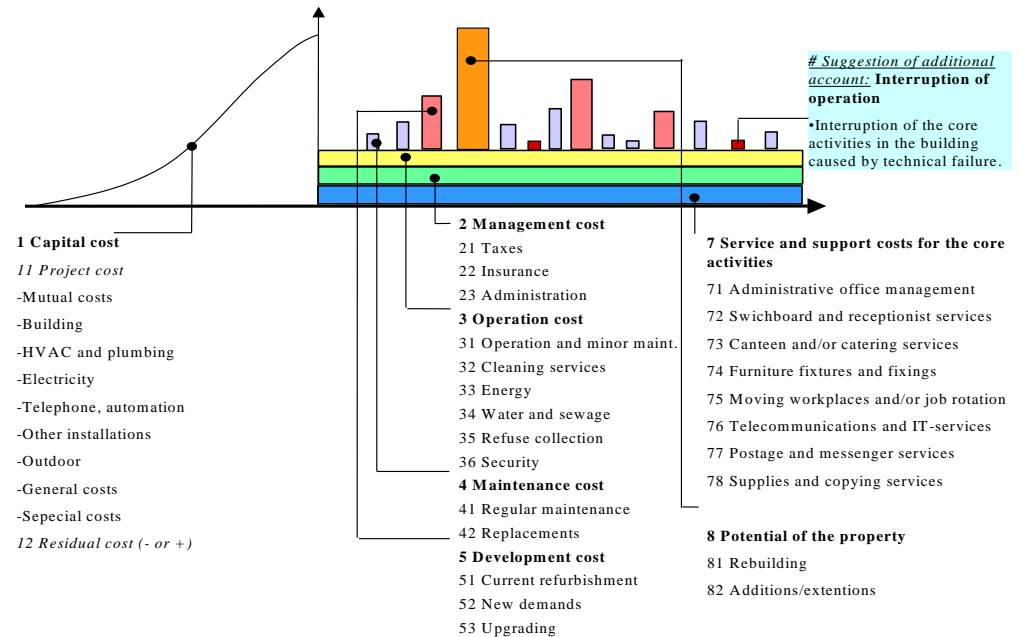 # Suggestion of additional
account: Interruption of
operation
•Interruption of the core
activities in the building
caused by technical failure.
1 Capital cost
11 Project cost
-Mutual costs
-Building
-HVAC and plumbing
-Electricity
-Telephone, automation
-Other installations
-Outdoor
-General costs
-Sepecial costs
12 Residual cost (- or +)
2 Management cost
21 Taxes
22 Insurance
23 Administration
3 Operation cost
31 Operation and minor maint.
32 Cleaning services
33 Energy
34 Water and sewage
35 Refuse collection
36 Security
4 Maintenance cost
41 Regular maintenance
42 Replacements
5 Development cost
51 Current refurbishment
52 New demands
53 Upgrading
7 Service and support costs for the core
activities
71 Administrative office management
72 Swichboard and receptionist services
73 Canteen and/or catering services
74 Furniture fixtures and fixings
75 Moving workplaces and/or job rotation
76 Telecommunications and IT-services
77 Postage and messenger services
78 Supplies and copying services
8 Potential of the property
81 Rebuilding
82 Additions/extentions